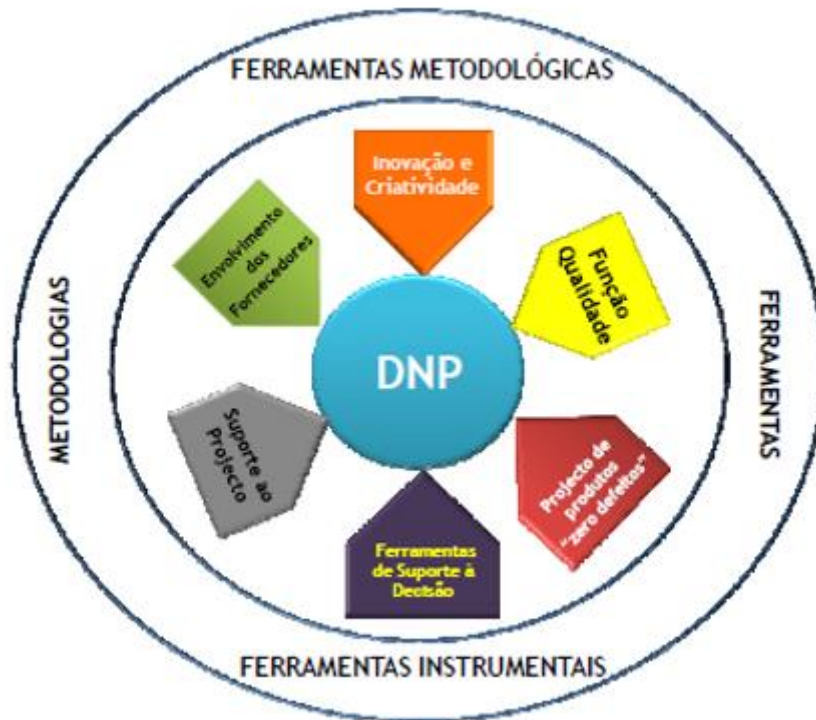 FERRAMENTAS METODOLÓGICAS
Inovação e
Criatividade
Envolvimento
dos
Fornecedores
Função
Qualidade
METODOLOGIAS
DNP
FERRAMENTAS
Suporte ao
Projecto
Projecto de
produtos
"zero defeitos"
Ferramentas
de Suporte à
Decisão
FERRAMENTAS INSTRUMENTAIS